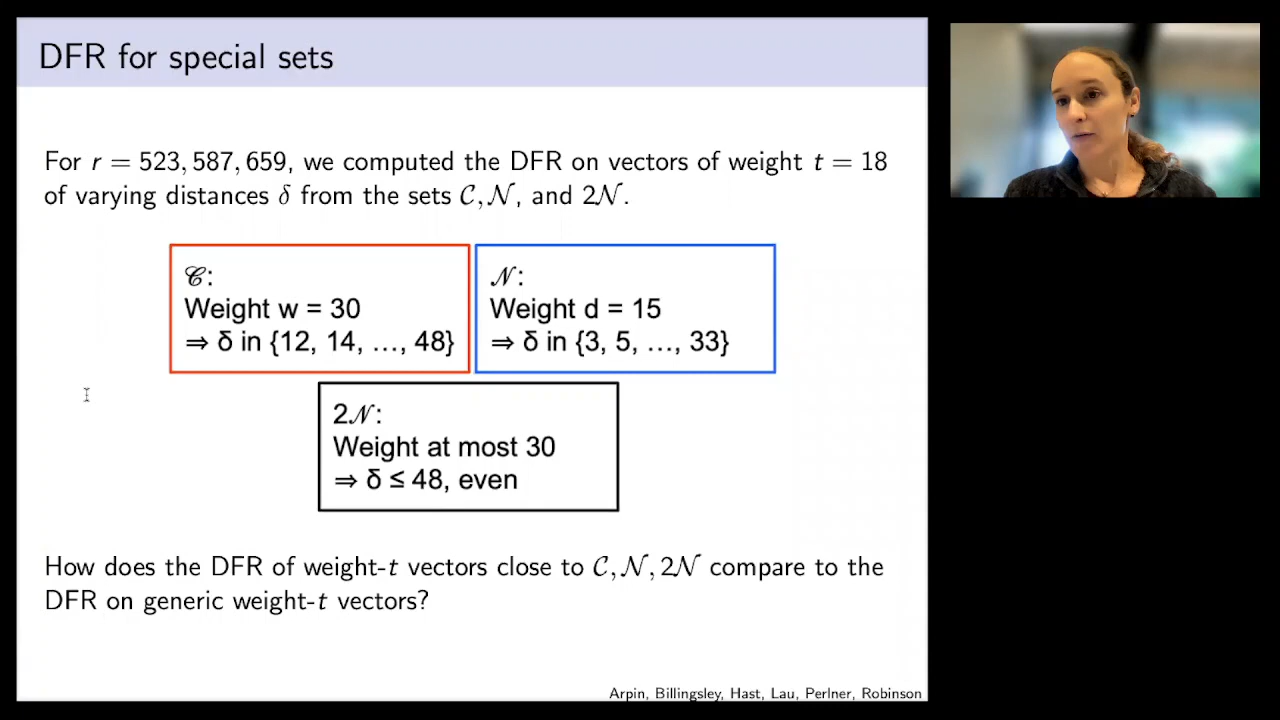 DFR for special sets
For r = 523, 587, 659, we computed the DFR on vectors of weight t = 18
of varying distances δ from the sets 𝒞, 𝒩, and 2𝒩.
𝒞:
Weight w = 30
⇒ δ in {12, 14, …, 48}
𝒩:
Weight d = 15
⇒ δ in {3, 5, …, 33}
2𝒩:
Weight at most 30
⇒ δ ≤ 48, even
How does the DFR of weight-t vectors close to 𝒞, 𝒩, 2𝒩 compare to the
DFR on generic weight-t vectors?
Arpin, Billingsley, Hast, Lau, Perlner, Robinson